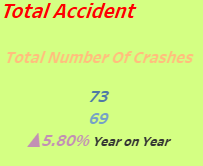 Total Accident
Total Number Of Crashes
73
69
◢ 5.80% Year on Year